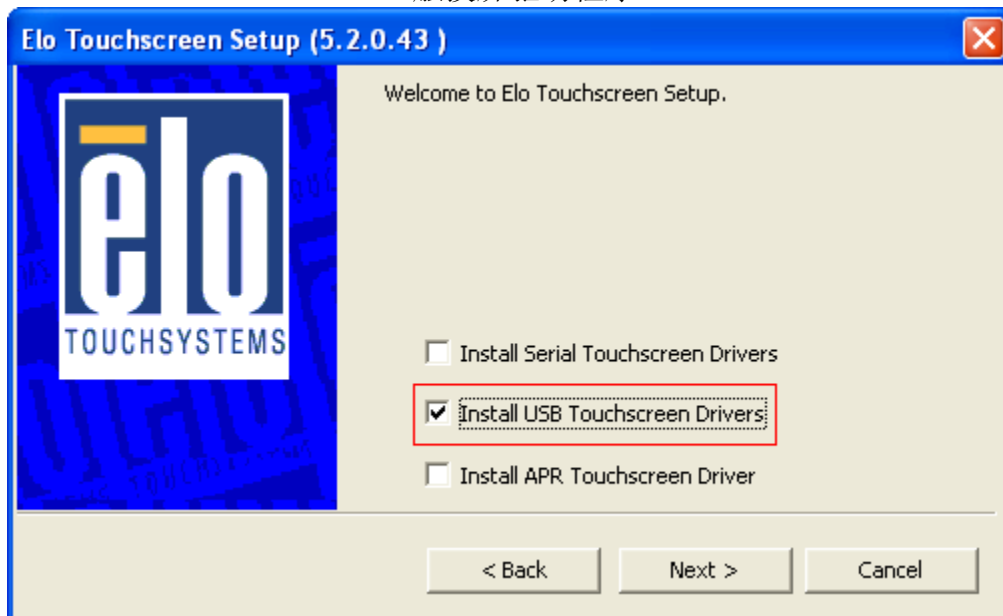 Elo Touchscreen Setup (5.2.0.43 )
Welcome to Elo Touchscreen Setup.
elo
TOUCHSYSTEMS
Install Serial Touchscreen Drivers
Install USB Touchscreen Drivers
Install APR Touchscreen Driver
< Back
Next >
Cancel